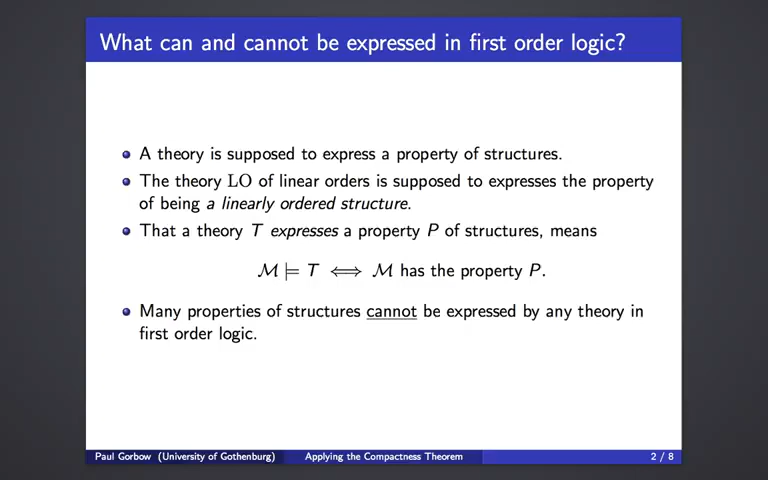 What can and cannot be expressed in first order logic?
A theory is supposed to express a property of structures.
The theory LO of linear orders is supposed to expresses the property
of being a linearly ordered structure.
That a theory T expresses a property P of structures, means
ℳ ⊨ T ⟺ ℳ has the property P.
Many properties of structures cannot be expressed by any theory in
first order logic.
Paul Gorbow (University of Gothenburg) Applying the Compactness Theorem 2 / 8